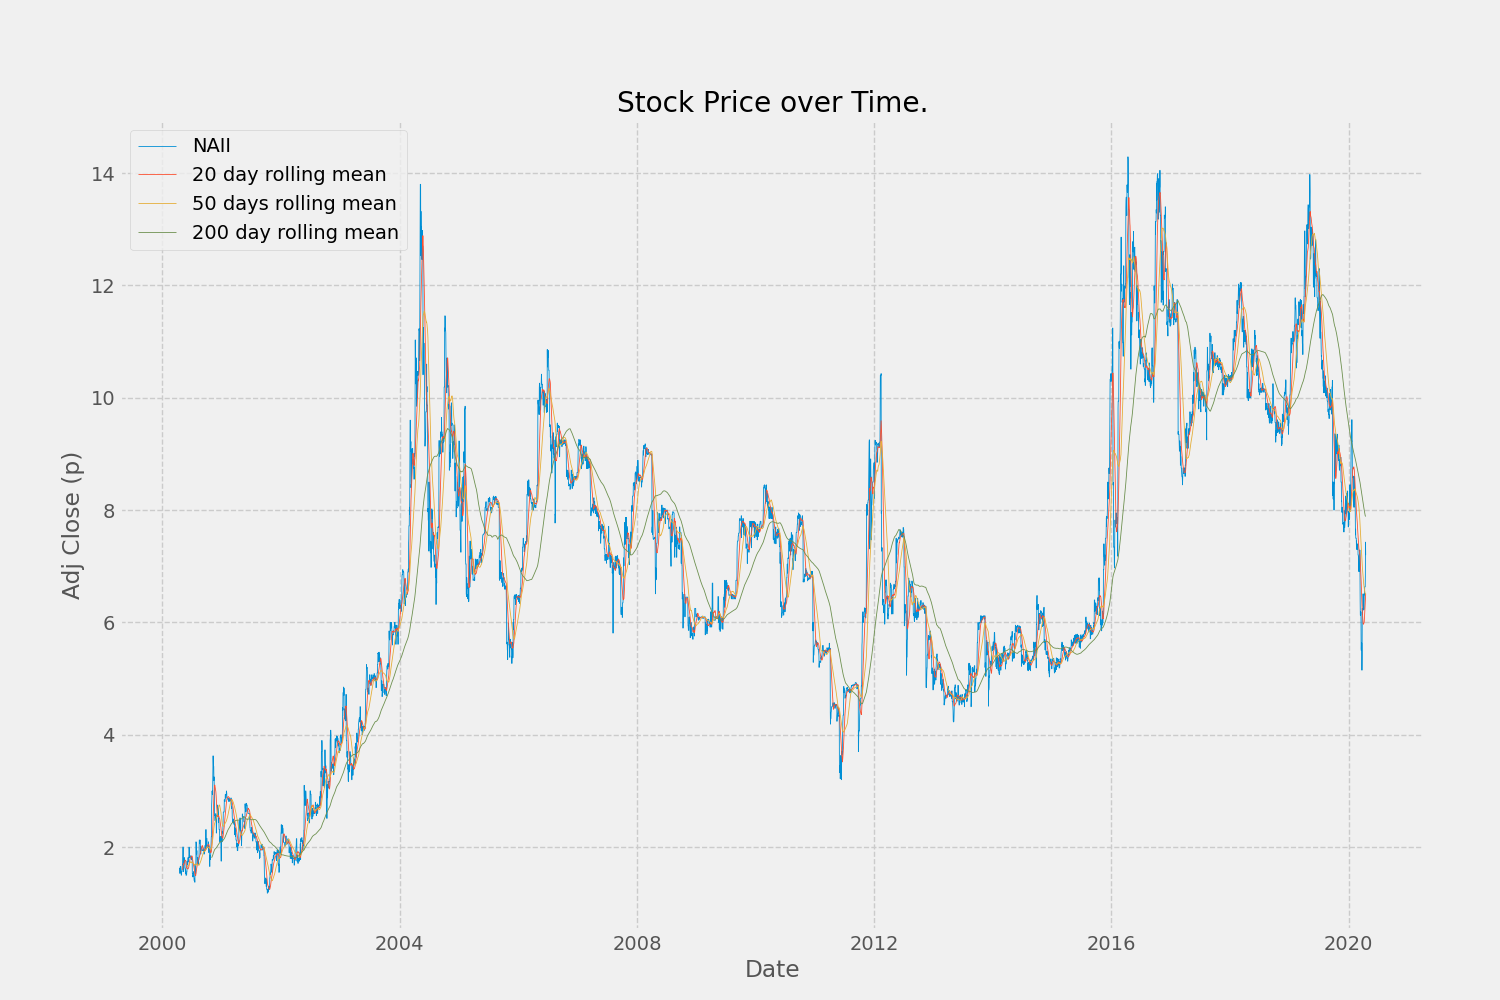 Stock Price over Time.
NAII
20 day rolling mean
50 days rolling mean
200 day rolling mean
14
12
10
8
6
4
2
Adj Close (p)
2000 2004 2008 2012 2016 2020
Date